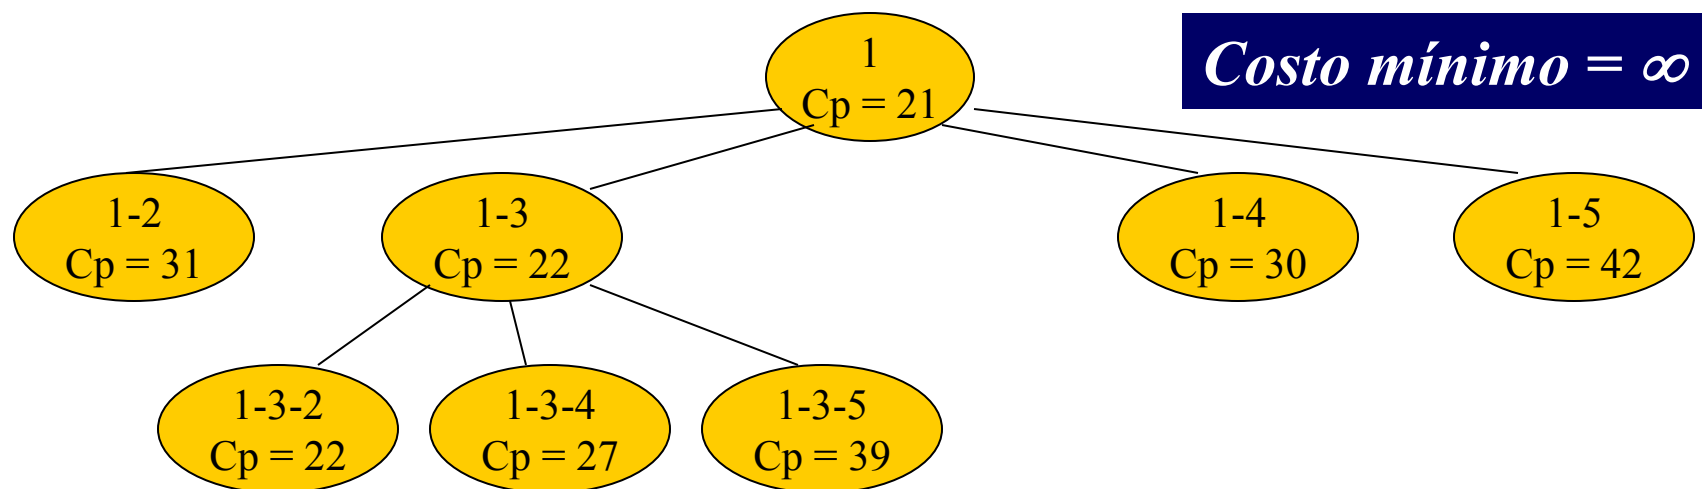 1
Cp = 21
Costo mínimo = ∞
1-2
Cp = 31
1-3
Cp = 22
1-4
Cp = 30
1-5
Cp = 42
1-3-2
Cp = 22
1-3-4
Cp = 27
1-3-5
Cp = 39